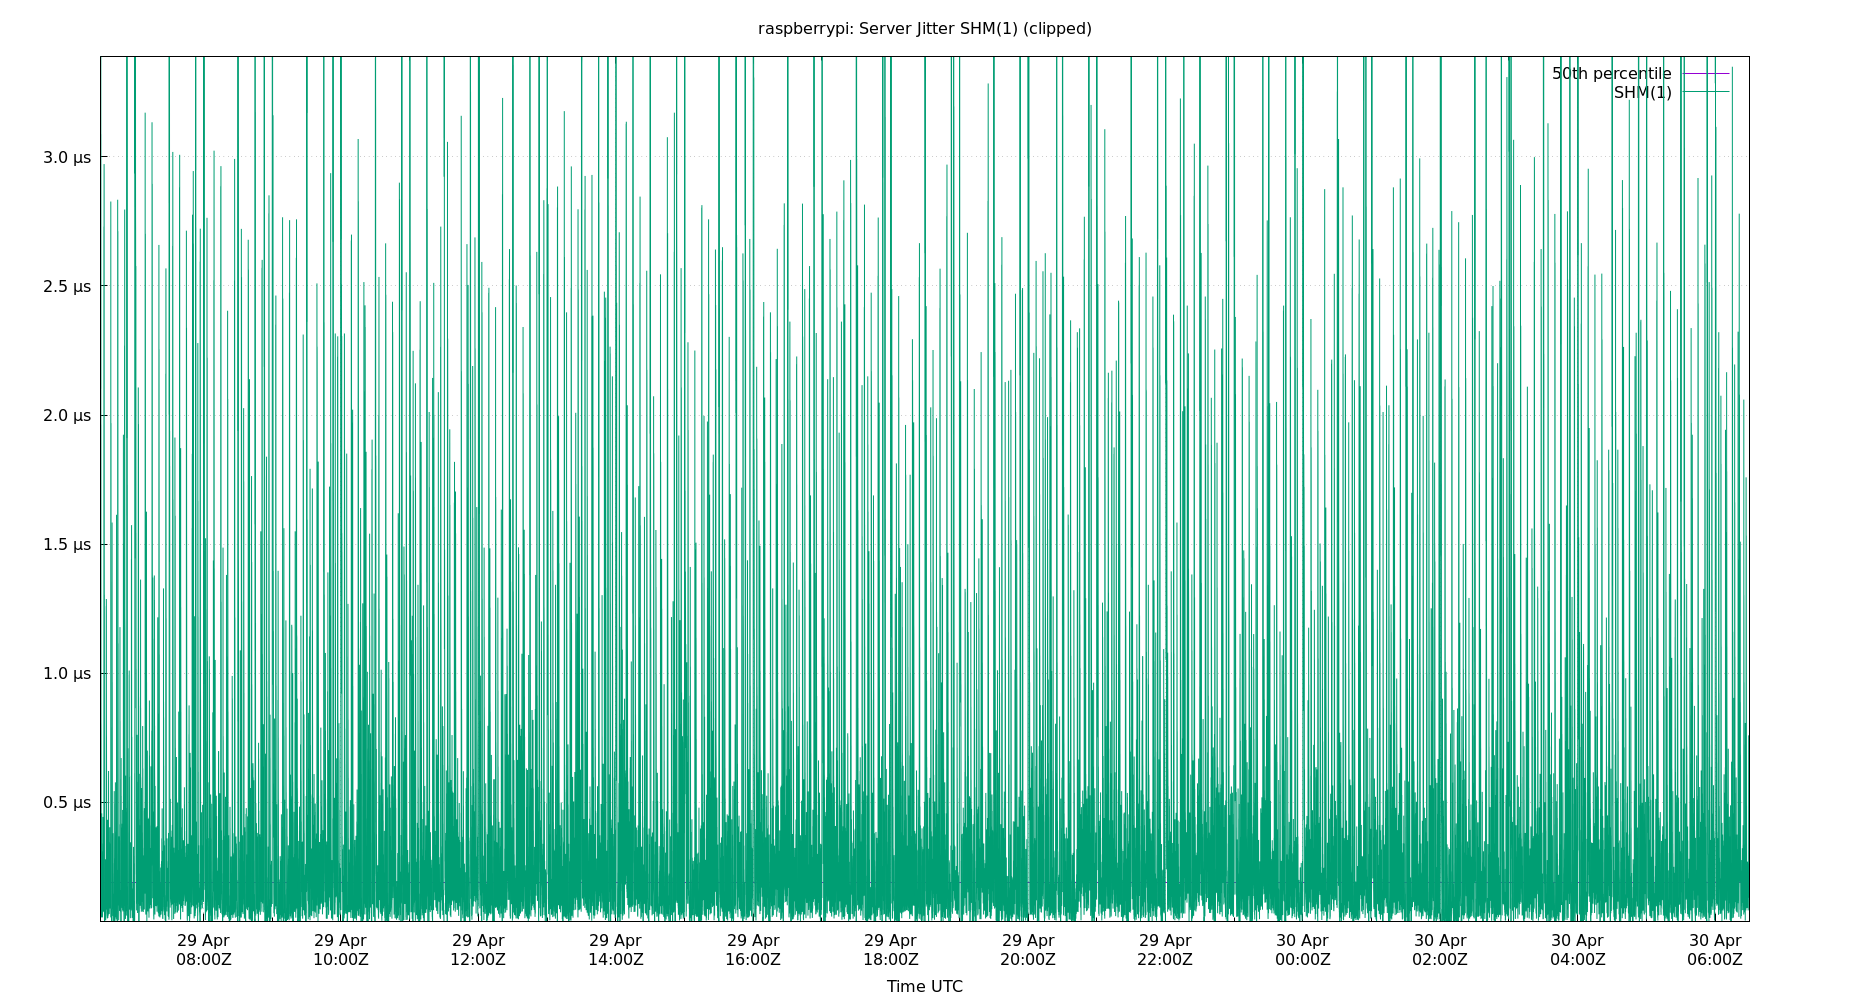 raspberrypi: Server Jitter SHM(1) (clipped)
50th percentile
SHM(1)
3.0 µs
2.5 µs
2.0 µs
1.5 µs
1.0 µs
0.5 µs
29 Apr 29 Apr 29 Apr 29 Apr 29 Apr 29 Apr 29 Apr 29 Apr 30 Apr 30 Apr 30 Apr 30 Apr
08:00Z 10:00Z 12:00Z 14:00Z 16:00Z 18:00Z 20:00Z 22:00Z 00:00Z 02:00Z 04:00Z 06:00Z
Time UTC